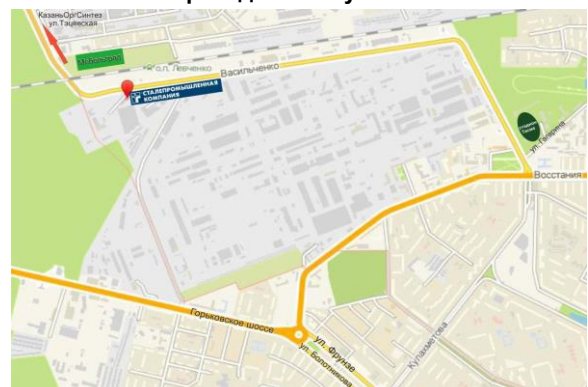 КазаньОргСинтез
ул.Тэцевская
о.п. Левченко
Васильченко
СТАЛЕПРОМЫШЛЕННАЯ
КОМПАНИЯ
ул. Гагарина
Восстания
Горьковское шоссе
ул. Фрунзе
ул. Болотникова
Кулахметова